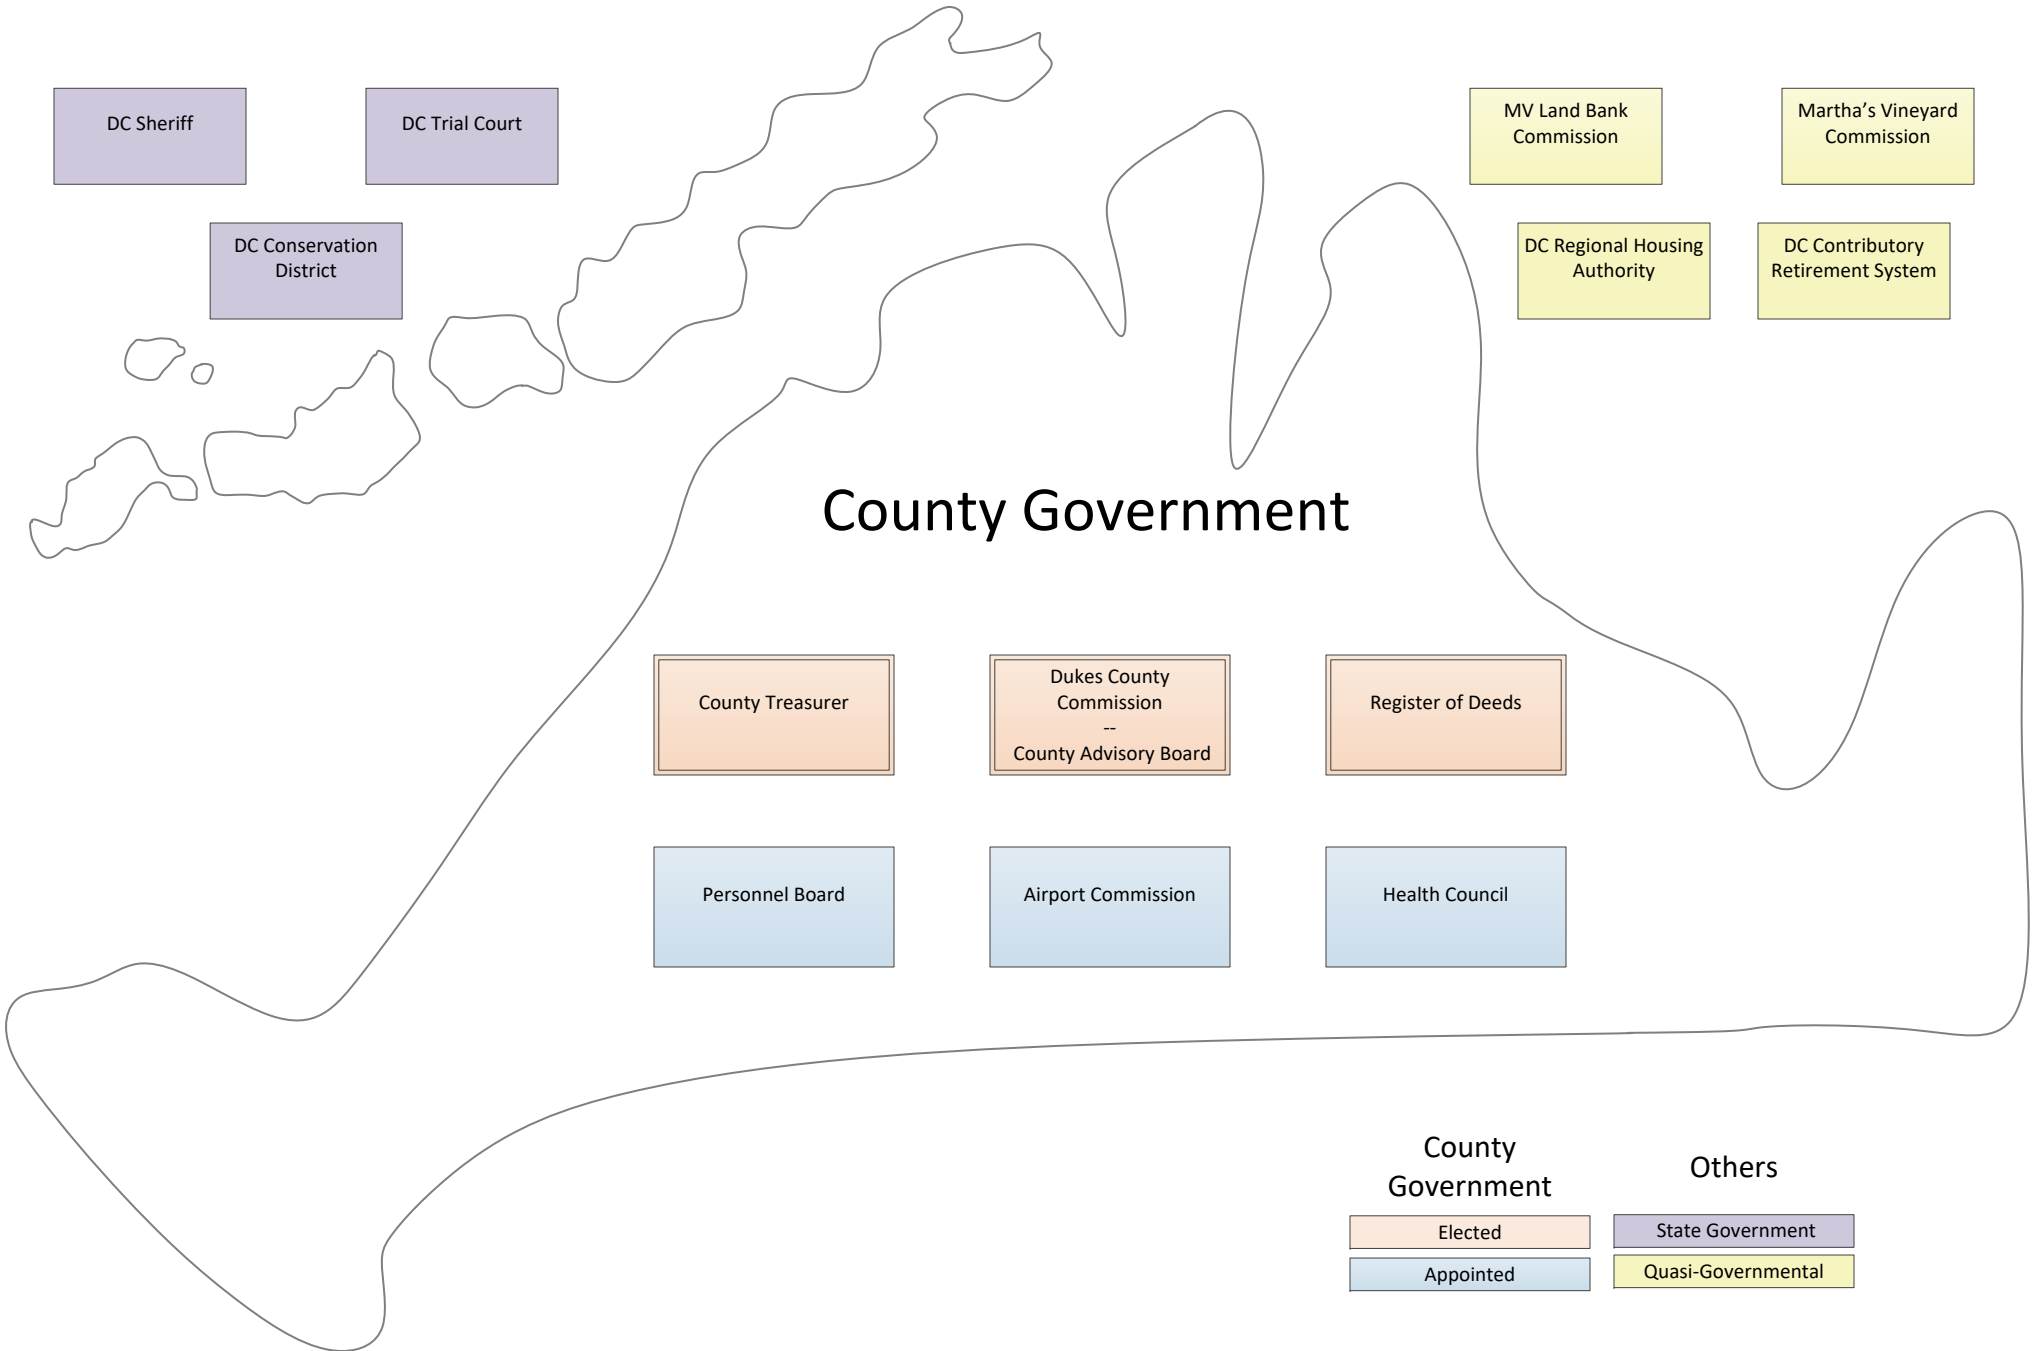 DC Sheriff
DC Trial Court
DC Conservation
District
MV Land Bank
Commission
Martha’s Vineyard
Commission
DC Regional Housing
Authority
DC Contributory
Retirement System
County Government
County Treasurer
Dukes County
Commission
--
County Advisory Board
Register of Deeds
Personnel Board
Airport Commission
Health Council
County
Government
Elected
Appointed
Others
State Government
Quasi-Governmental